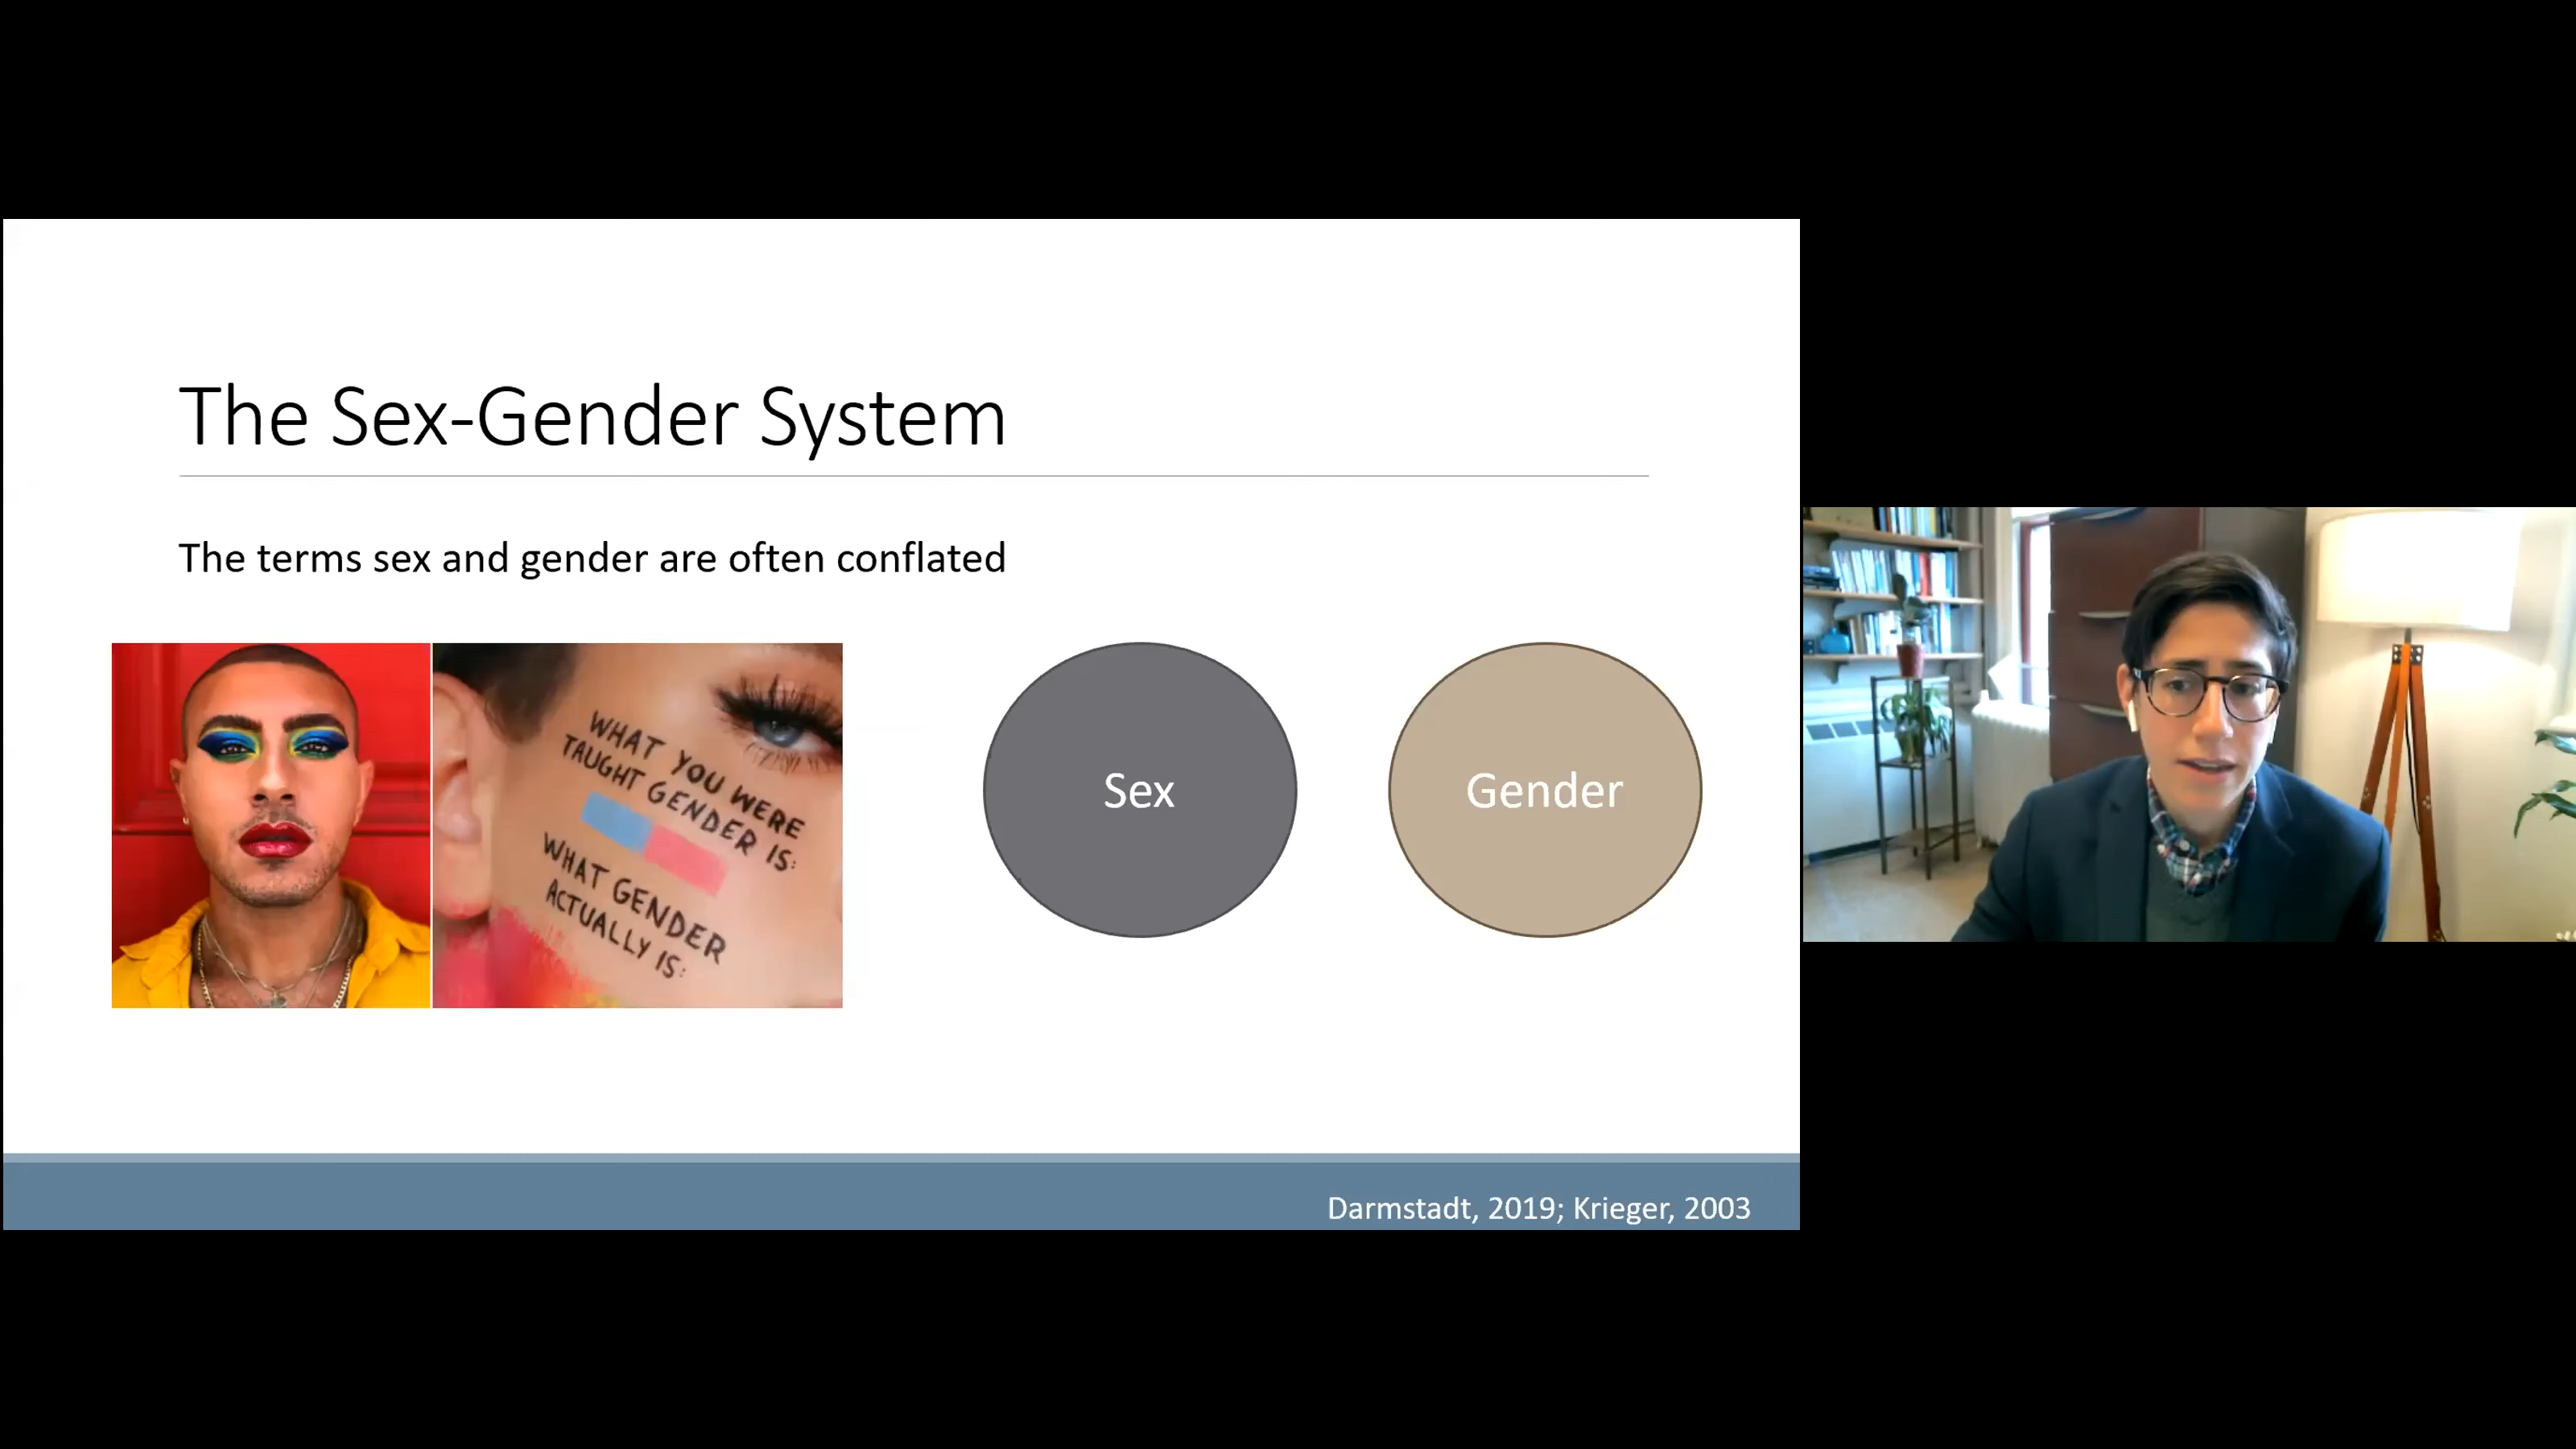 The Sex-Gender System
The terms sex and gender are often conflated
WHAT YOU WERE
TAUGHT GENDER IS:
WHAT GENDER
ACTUALLY IS:
Sex
Gender
Darmstadt, 2019; Krieger, 2003